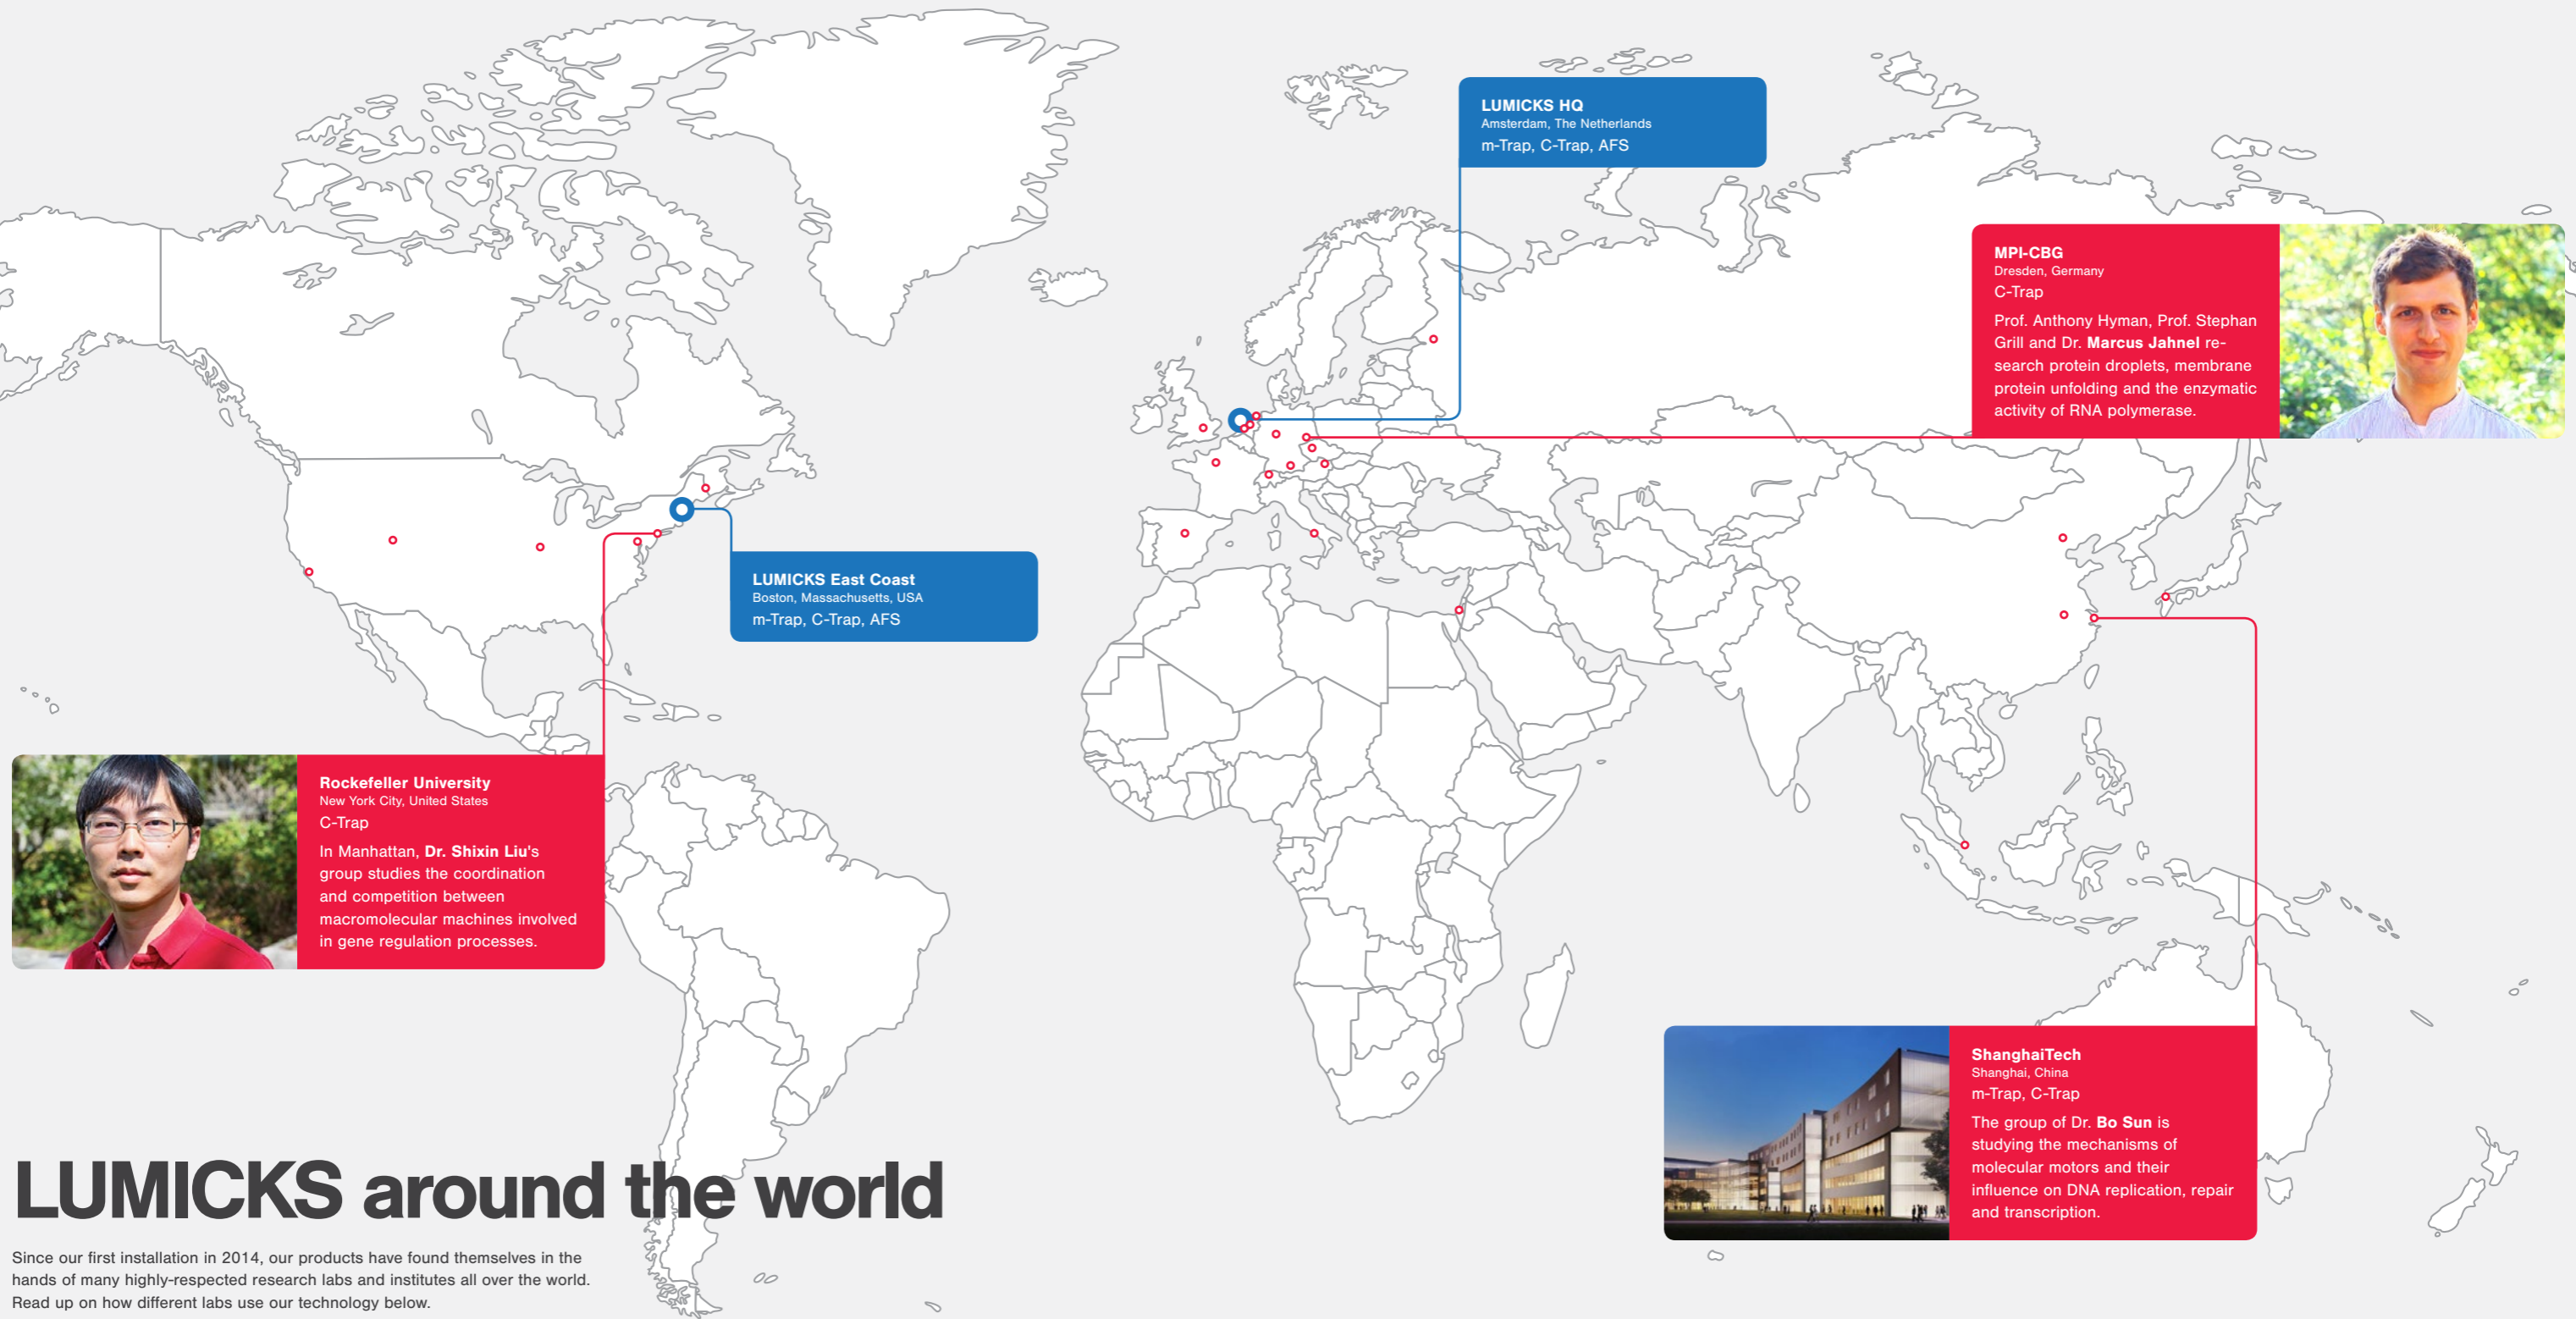 LUMICKS HQ
Amsterdam, The Netherlands
m-Trap, C-Trap, AFS
MPI-CBG
Dresden, Germany
C-Trap
Prof. Anthony Hyman, Prof. Stephan
Grill and Dr. Marcus Jahnel re-
search protein droplets, membrane
protein unfolding and the enzymatic
activity of RNA polymerase.
LUMICKS East Coast
Boston, Massachusetts, USA
m-Trap, C-Trap, AFS
Rockefeller University
New York City, United States
C-Trap
In Manhattan, Dr. Shixin Liu's
group studies the coordination
and competition between
macromolecular machines involved
in gene regulation processes.
ShanghaiTech
Shanghai, China
m-Trap, C-Trap
The group of Dr. Bo Sun is
studying the mechanisms of
molecular motors and their
influence on DNA replication, repair
and transcription.
LUMICKS around the world
Since our first installation in 2014, our products have found themselves in the
hands of many highly-respected research labs and institutes all over the world.
Read up on how different labs use our technology below.